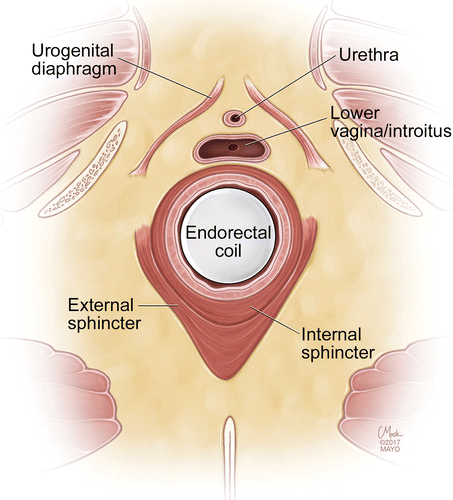 Urogenital
diaphragm
Urethra
Lower
vagina/introitus
Endorectal
coil
External
sphincter
Internal
sphincter
©2017
MAYO